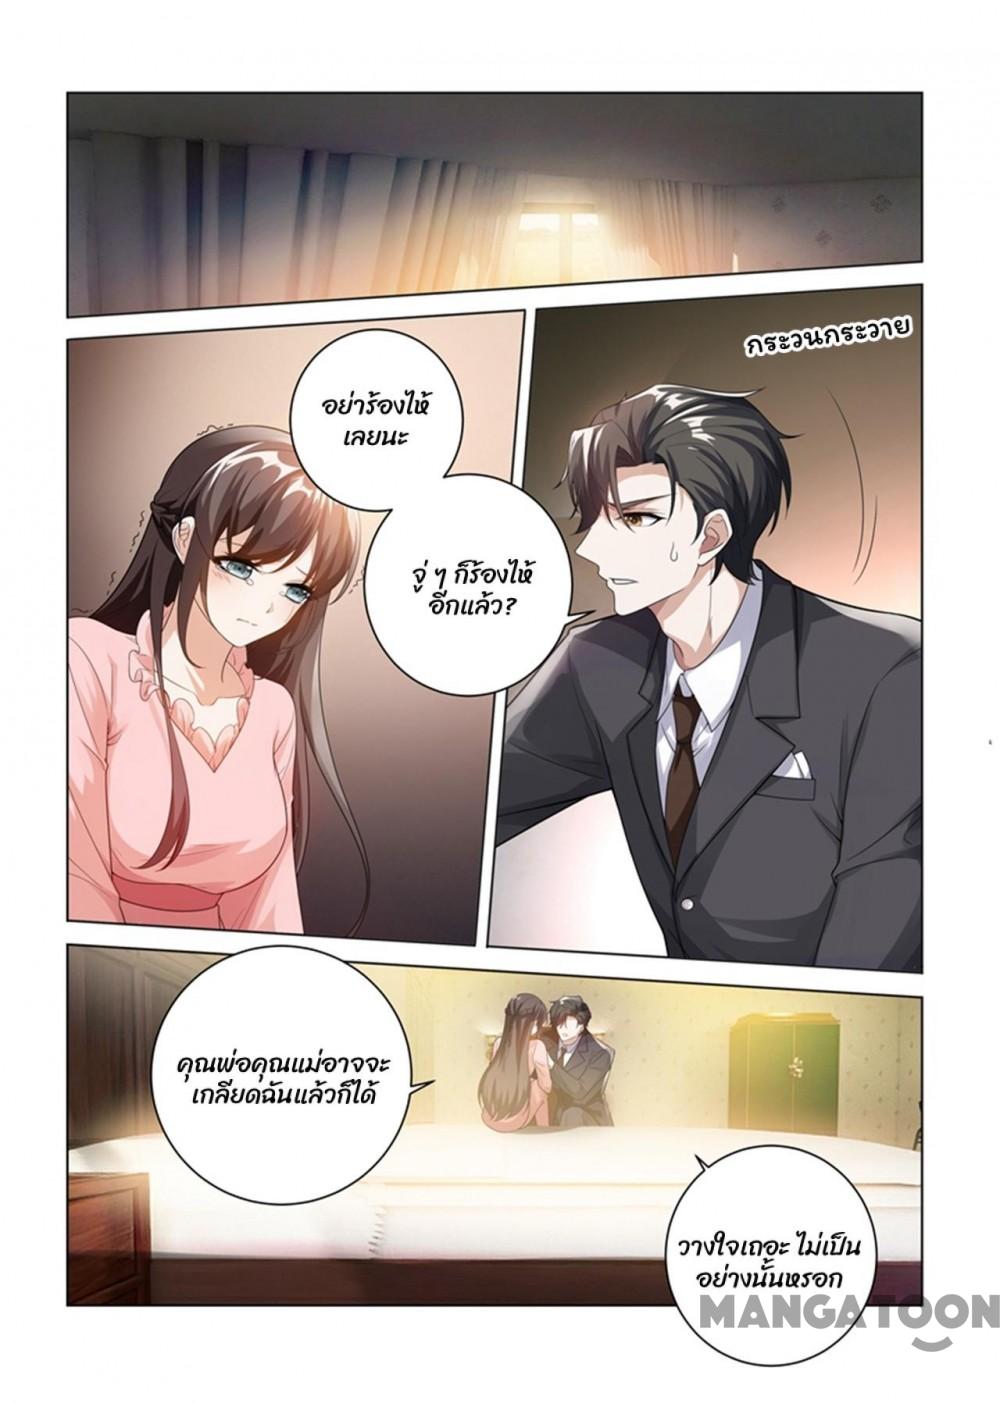 กระวนกระวาย
อย่าร้องไห้
เลยนะ
จู่ ๆ ก็ร้องไห้
อีกแล้ว?
คุณพ่อคุณแม่อาจจะ
เกลียดฉันแล้วก็ได้
วางใจเถอะ ไม่เป็น
อย่างนั้นหรอก
MANGATOON